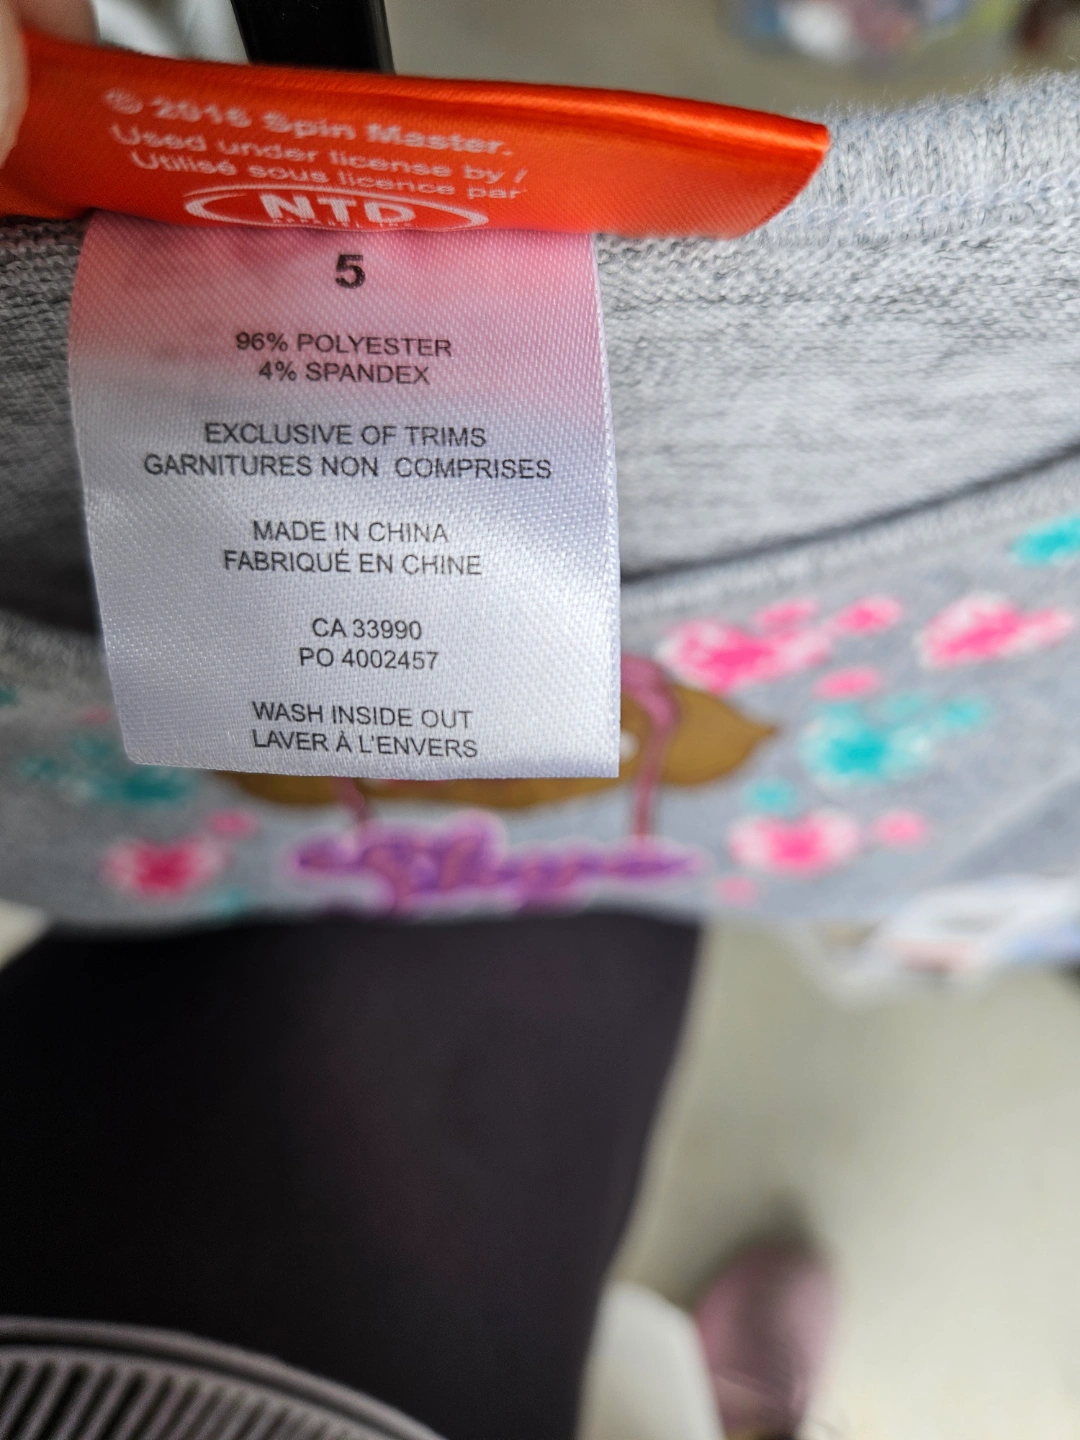 © 2016 Spin Master.
Used under license by /
Utilisé sous licence par
NTD
5
96% POLYESTER
4% SPANDEX
EXCLUSIVE OF TRIMS
GARNITURES NON COMPRISES
MADE IN CHINA
FABRIQUÉ EN CHINE
CA 33990
PO 4002457
WASH INSIDE OUT
LAVER À L'ENVERS